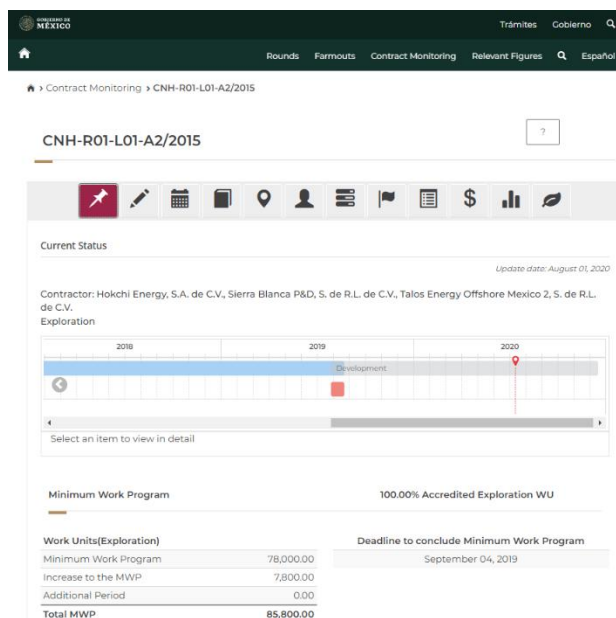 GOBIERNO DE
MÉXICO
Trámites Gobierno
Rounds Farmouts Contract Monitoring Relevant Figures Español
> Contract Monitoring > CNH-R01-L01-A2/2015
CNH-R01-L01-A2/2015
?
$
Current Status
Update date: August 01, 2020
Contractor: Hokchi Energy, S.A. de C.V., Sierra Blanca P&D, S. de R.L. de C.V., Talos Energy Offshore Mexico 2, S. de R.L.
de C.V.
Exploration
2018 2019 2020
Development
Select an item to view in detail
Minimum Work Program 100.00% Accredited Exploration WU
Work Units(Exploration) Deadline to conclude Minimum Work Program
Minimum Work Program 78,000.00 September 04, 2019
Increase to the MWP 7,800.00
Additional Period 0.00
Total MWP 85,800.00